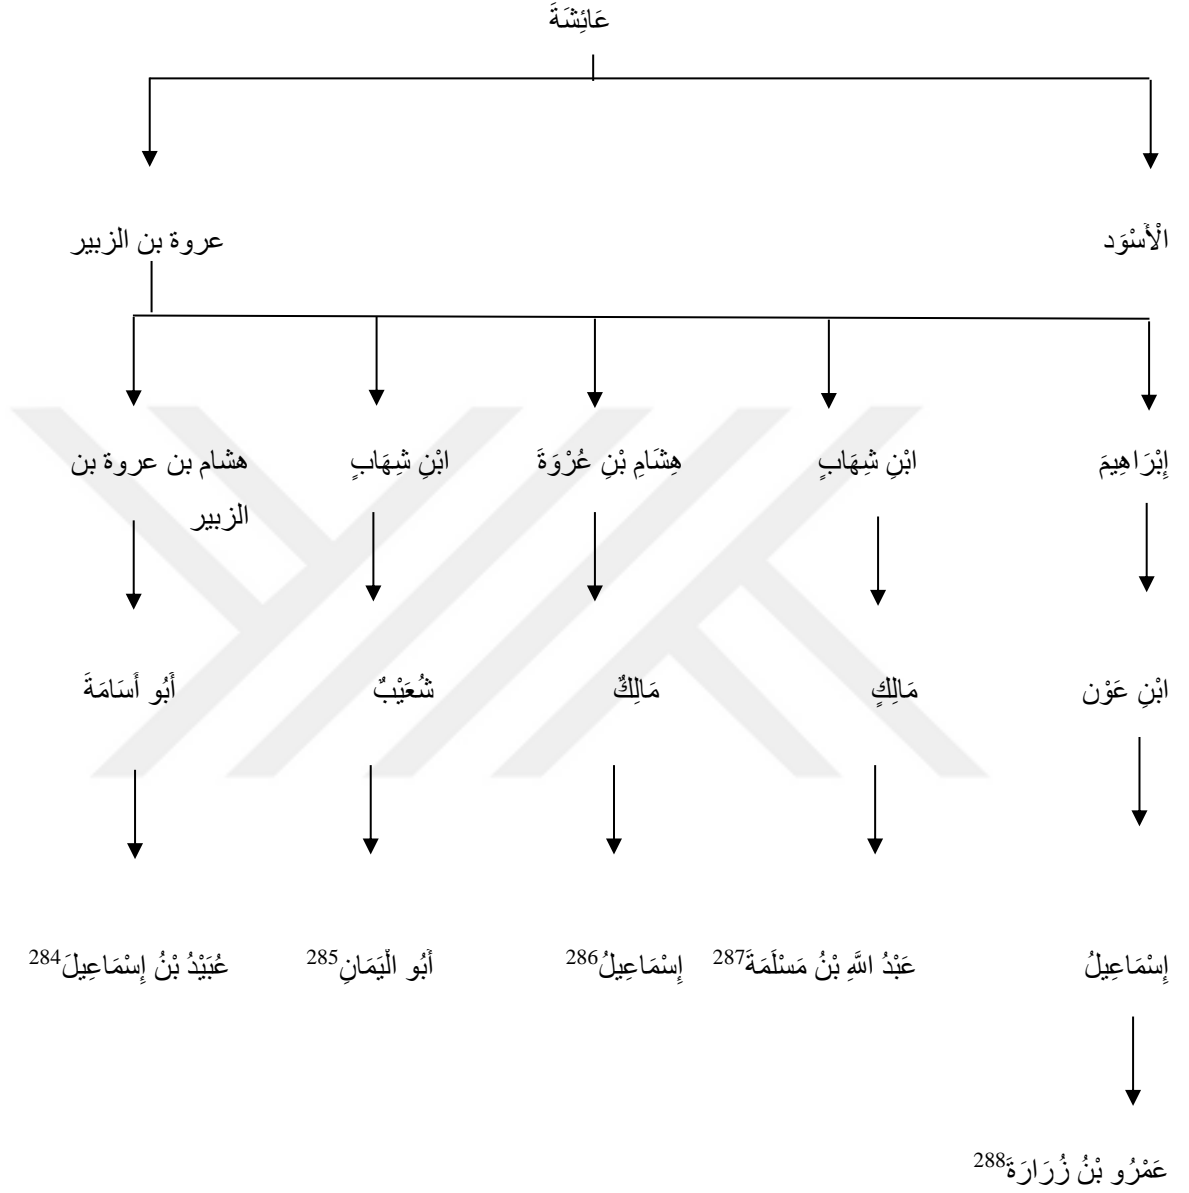 عَائِشَةَ
الْأَسْوَد
عروة بن الزبير
إِبْرَاهِيمَ
ابْنِ شِهَابٍ
هِشَامِ بْنِ عُرْوَةَ
ابْنِ شِهَابٍ
هشام بن عروة بن
الزبير
ابْنِ عَوْن
مَالِكٍ
مَالِكٌ
شُعَيْبٌ
أَبُو أُسَامَةَ
إِسْمَاعِيلُ
عَبْدُ اللَّهِ بْنُ مَسْلَمَةَ287
إِسْمَاعِيلُ286
أَبُو الْيَمَانِ285
عُبَيْدُ بْنُ إِسْمَاعِيلَ284
عَمْرُو بْنُ زُرَارَةَ288